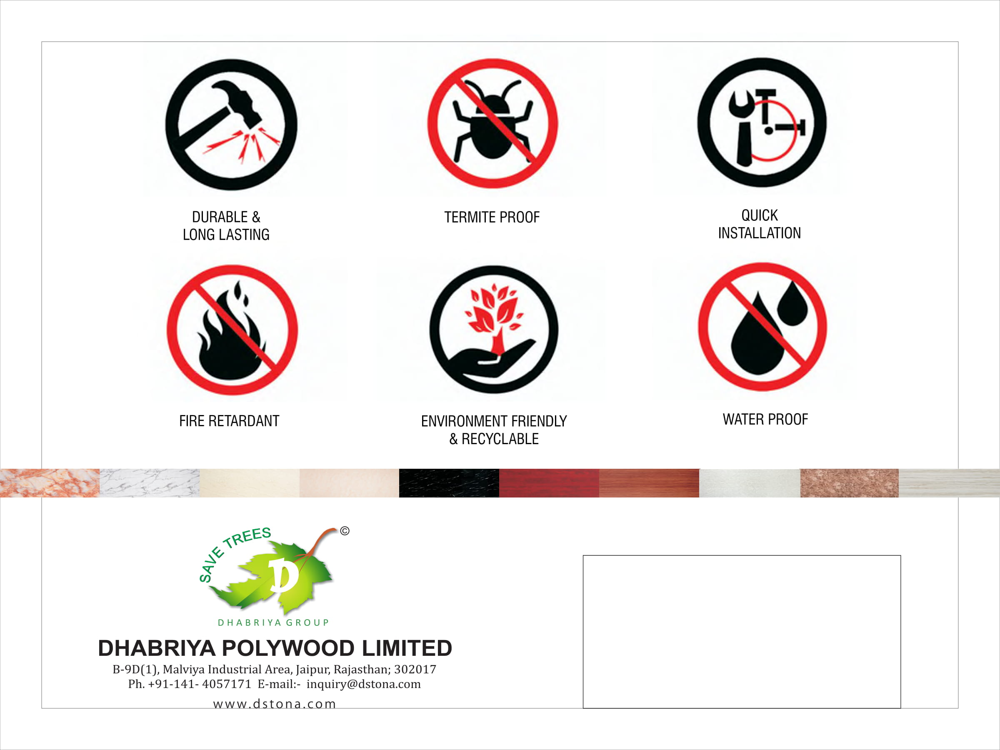 DURABLE &
LONG LASTING
TERMITE PROOF
QUICK
INSTALLATION
FIRE RETARDANT
ENVIRONMENT FRIENDLY
& RECYCLABLE
WATER PROOF
SAVE TREES
©
D
DHABRIYA GROUP
DHABRIYA POLYWOOD LIMITED
B-9D(1), Malviya Industrial Area, Jaipur, Rajasthan; 302017
Ph. +91-141- 4057171 E-mail:- inquiry@dstona.com
www.dstona.com